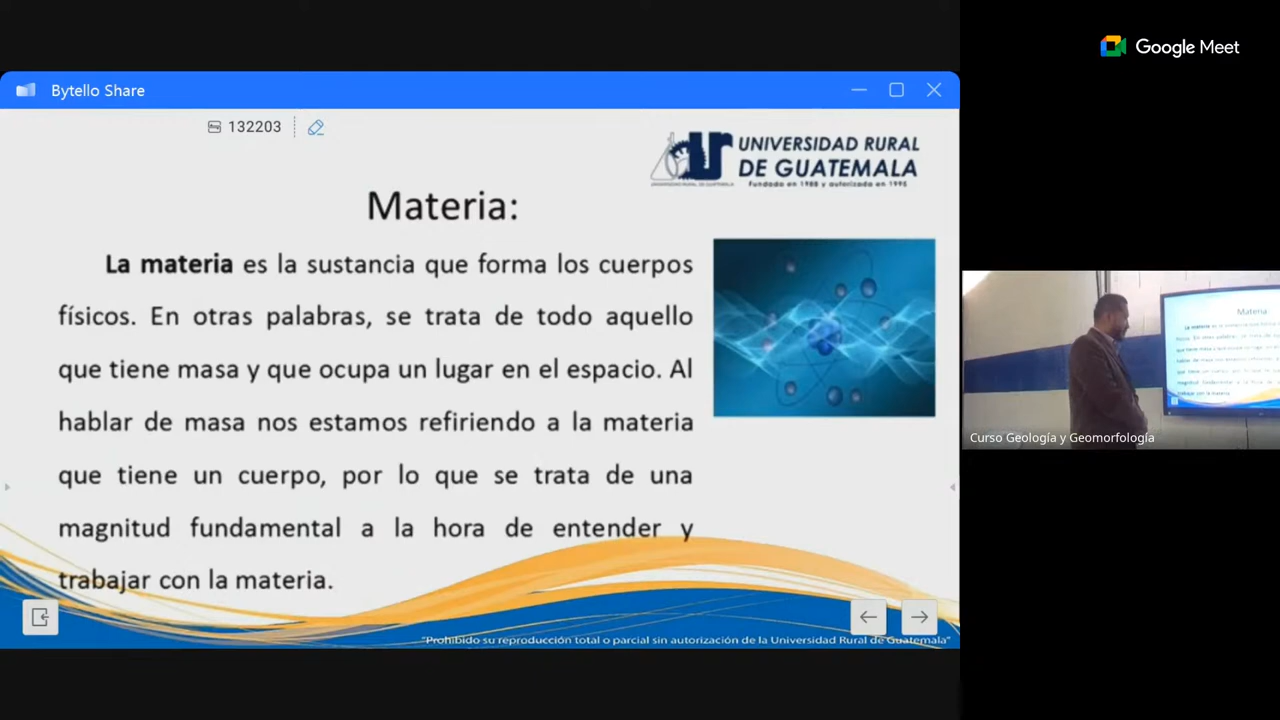 Google Meet
Bytello Share
132203
UNIVERSIDAD RURAL
DE GUATEMALA
Fundada en 1988 y autorizada en 1995
Materia:
La materia es la sustancia que forma los cuerpos
físicos. En otras palabras, se trata de todo aquello
que tiene masa y que ocupa un lugar en el espacio. Al
hablar de masa nos estamos refiriendo a la materia
que tiene un cuerpo, por lo que se trata de una
magnitud fundamental a la hora de entender y
trabajar con la materia.
"Prohibido su reproducción total o parcial sin autorización de la Universidad Rural de Guatemala"
Materia
Curso Geología y Geomorfología